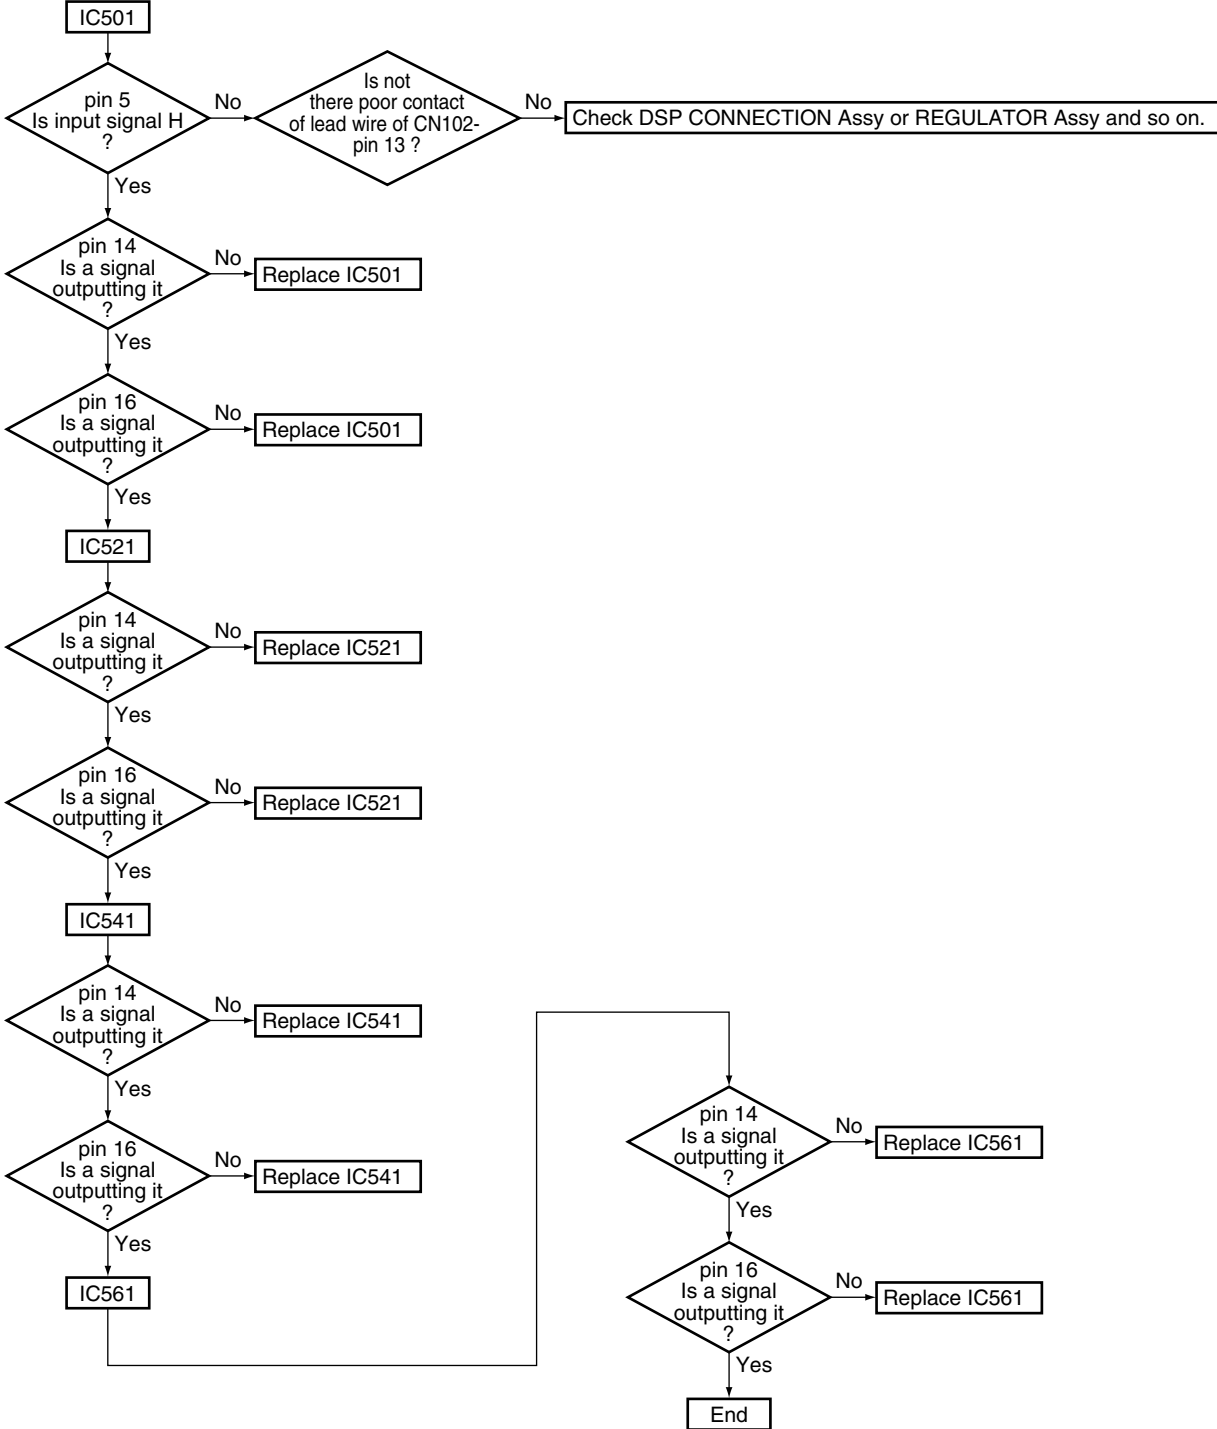 IC501
pin 5
Is input signal H
?
No
Is not
there poor contact
of lead wire of CN102-
pin 13 ?
No
Check DSP CONNECTION Assy or REGULATOR Assy and so on.
Yes
pin 14
Is a signal
outputting it
?
No
Replace IC501
Yes
pin 16
Is a signal
outputting it
?
No
Replace IC501
Yes
IC521
pin 14
Is a signal
outputting it
?
No
Replace IC521
Yes
pin 16
Is a signal
outputting it
?
No
Replace IC521
Yes
IC541
pin 14
Is a signal
outputting it
?
No
Replace IC541
Yes
pin 16
Is a signal
outputting it
?
No
Replace IC541
Yes
IC561
pin 14
Is a signal
outputting it
?
No
Replace IC561
Yes
pin 16
Is a signal
outputting it
?
No
Replace IC561
Yes
End